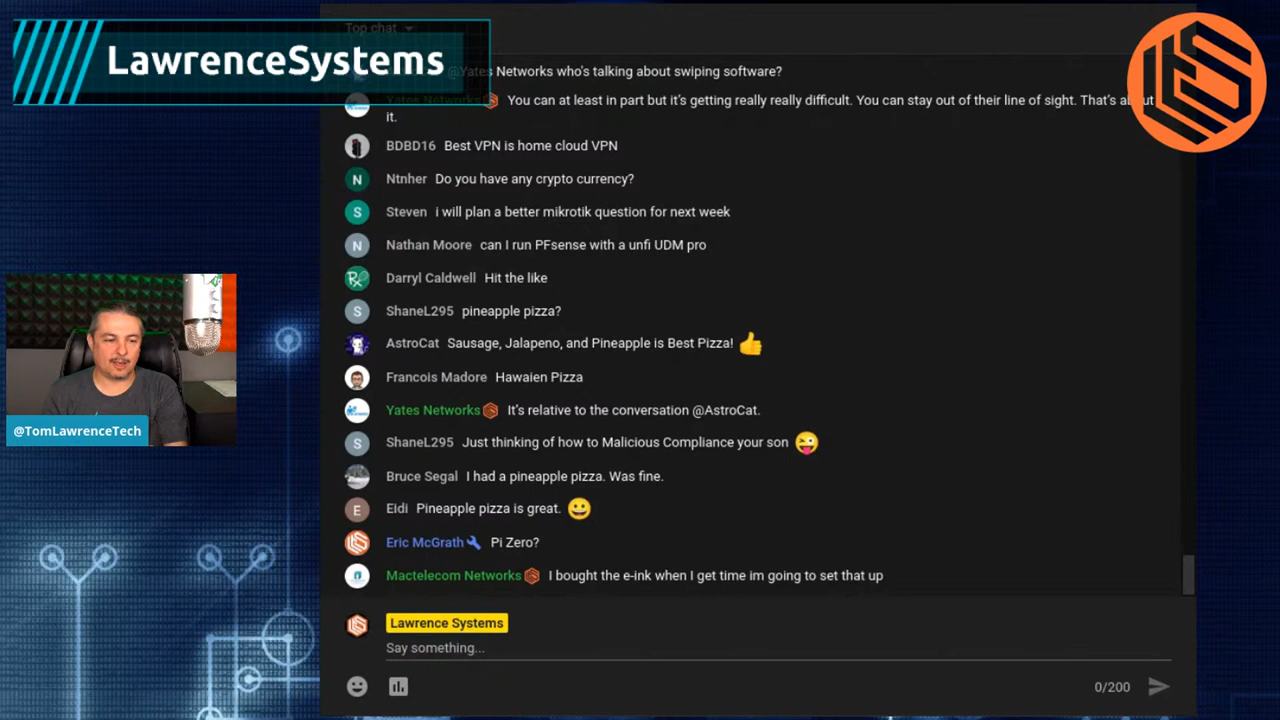 LawrenceSystems
Top chat
@Yates Networks who's talking about swiping software?
Yates Networks You can at least in part but it's getting really really difficult. You can stay out of their line of sight. That's about
it.
BDBD16 Best VPN is home cloud VPN
N Ntnher Do you have any crypto currency?
S Steven i will plan a better mikrotik question for next week
N Nathan Moore can I run PFsense with a unfi UDM pro
Darryl Caldwell Hit the like
S ShaneL295 pineapple pizza?
AstroCat Sausage, Jalapeno, and Pineapple is Best Pizza! 👍
Francois Madore Hawaien Pizza
Yates Networks It's relative to the conversation @AstroCat.
S ShaneL295 Just thinking of how to Malicious Compliance your son 😜
@TomLawrenceTech
Bruce Segal I had a pineapple pizza. Was fine.
E Eldi Pineapple pizza is great. 😀
Eric McGrath Pi Zero?
Mactelecom Networks I bought the e-ink when I get time im going to set that up
Lawrence Systems
Say something...
0/200